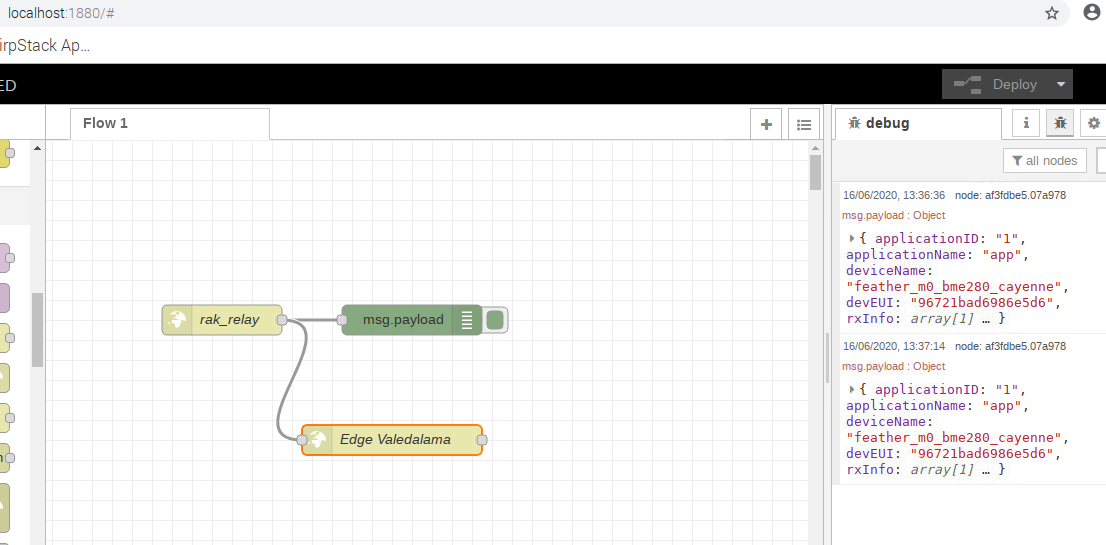 localhost:1880/#
irpStack Ap...
ED
Deploy
Flow 1
debug
all nodes
16/06/2020, 13:36:36 node: af3fdbe5.07a978
msg.payload : Object
{ applicationID: "1",
applicationName: "app",
deviceName:
"feather_m0_bme280_cayenne",
devEUI: "96721bad6986e5d6",
rxInfo: array[1] … }
16/06/2020, 13:37:14 node: af3fdbe5.07a978
msg.payload : Object
{ applicationID: "1",
applicationName: "app",
deviceName:
"feather_m0_bme280_cayenne",
devEUI: "96721bad6986e5d6",
rxInfo: array[1] … }
rak_relay
msg.payload
Edge Valedalama